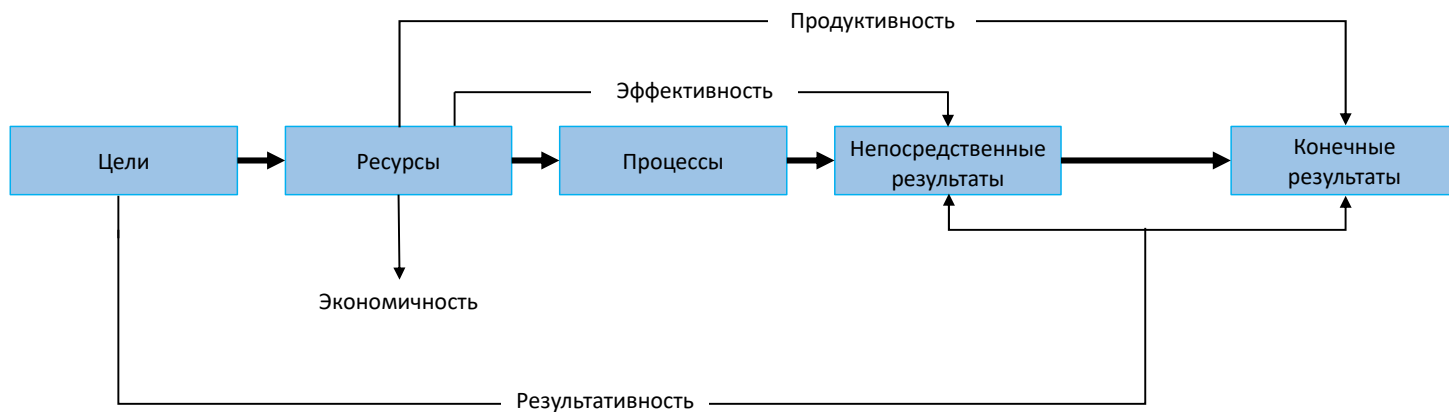 Продуктивность
Эффективность
Цели
Ресурсы
Процессы
Непосредственные
результаты
Конечные
результаты
Экономичность
Результативность